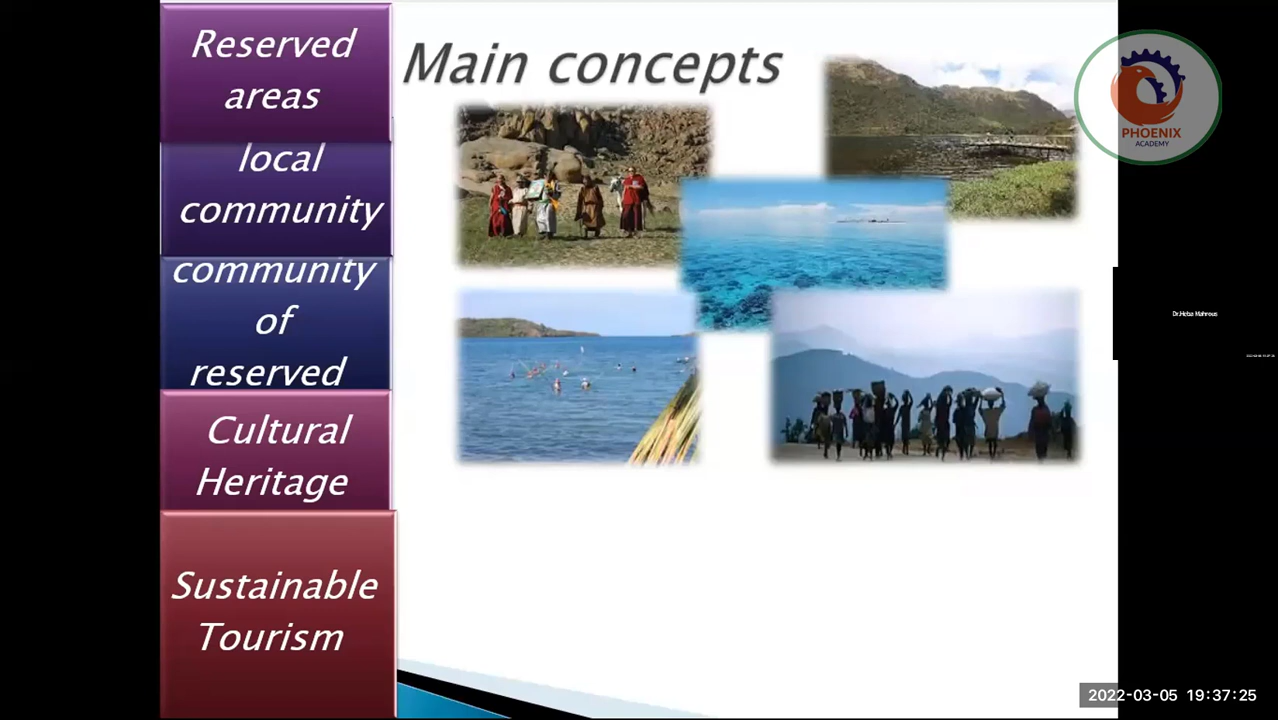 Main concepts
Reserved
areas
local
community
community
of
reserved
Cultural
Heritage
Sustainable
Tourism
PHOENIX
ACADEMY
Dr.Heba Mahrous
2022-03-05 19:37:25